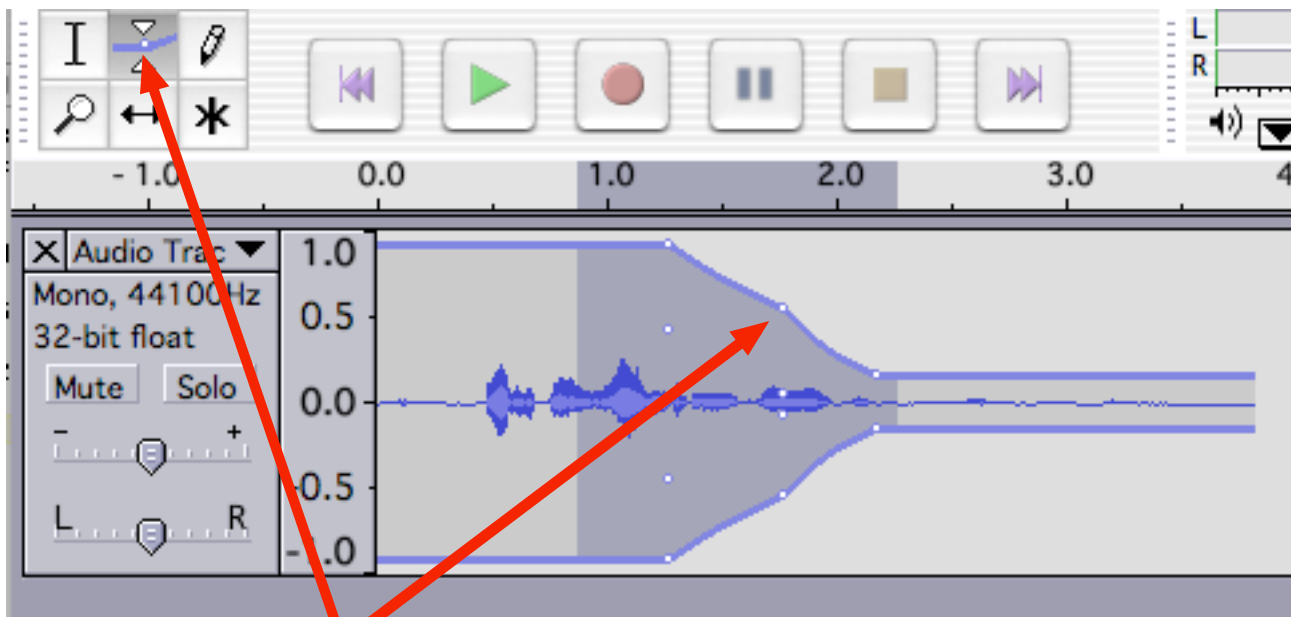 L
R
- 1.0 0.0 1.0 2.0 3.0 4
X Audio Trac 1.0
Mono, 44100Hz
0.5
32-bit float
Mute Solo
0.0
- +
-0.5
L R
-1.0